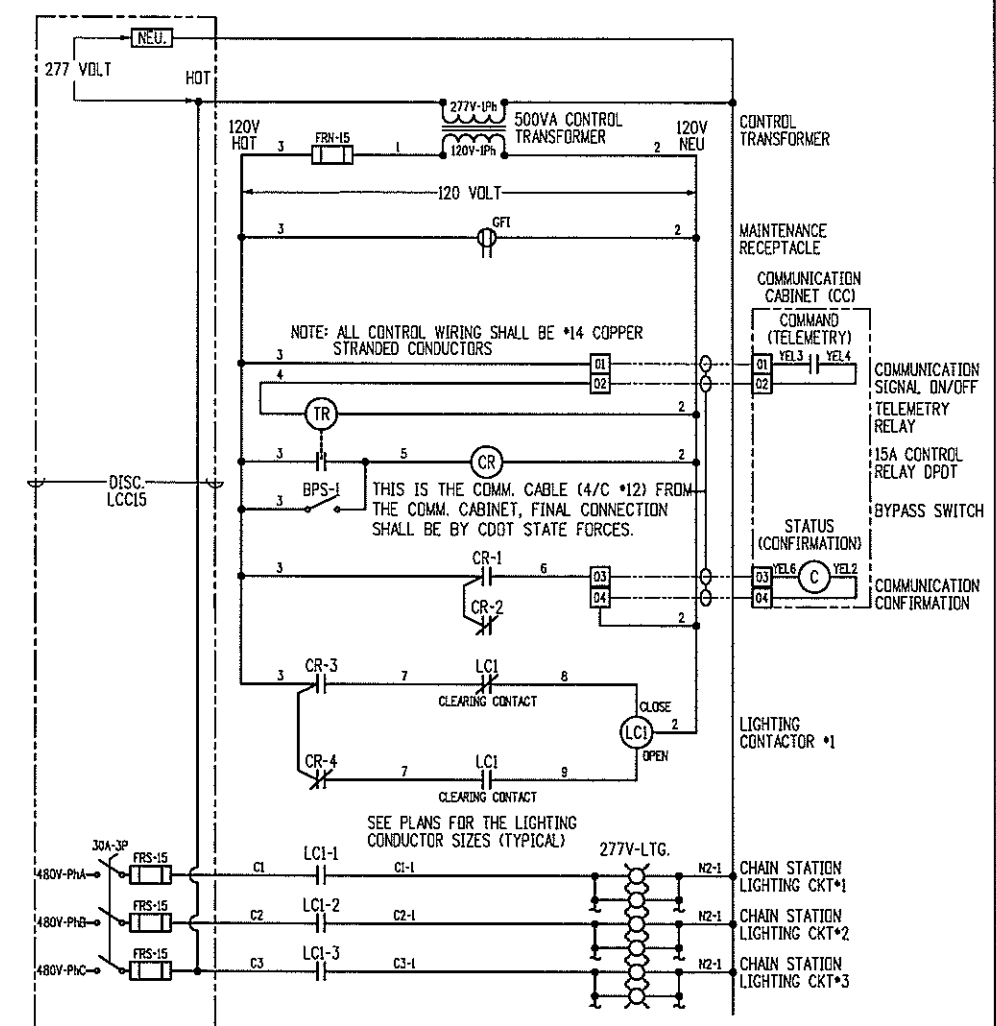 NEU.
277 VOLT
HOT
277V-1Ph
500VA CONTROL
TRANSFORMER
120V-1Ph
120V
HOT
3
FRN-15
1
2
120V
NEU
CONTROL
TRANSFORMER
120 VOLT
3
GFI
2
MAINTENANCE
RECEPTACLE
COMMUNICATION
CABINET (CC)
NOTE: ALL CONTROL WIRING SHALL BE *14 COPPER
STRANDED CONDUCTORS
COMMAND
(TELEMETRY)
3
01
01
YEL3
YEL4
4
02
02
COMMUNICATION
SIGNAL ON/OFF
TR
2
TELEMETRY
RELAY
3
5
CR
2
15A CONTROL
RELAY DPDT
DISC.
LCC15
BPS-1
THIS IS THE COMM. CABLE (4/C *12) FROM
THE COMM. CABINET, FINAL CONNECTION
SHALL BE BY CDOT STATE FORCES.
BYPASS SWITCH
STATUS
(CONFIRMATION)
3
CR-1
6
03
03
YEL6
C
YEL2
04
04
COMMUNICATION
CONFIRMATION
CR-2
2
3
CR-3
7
LC1
8
CLEARING CONTACT
CLOSE
LC1
2
OPEN
LIGHTING
CONTACTOR *1
CR-4
7
LC1
9
CLEARING CONTACT
SEE PLANS FOR THE LIGHTING
CONDUCTOR SIZES (TYPICAL)
30A-3P
277V-LTG.
480V-PhA
FRS-15
C1
LC1-1
C1-1
N2-1
CHAIN STATION
LIGHTING CKT*1
480V-PhB
FRS-15
C2
LC1-2
C2-1
N2-1
CHAIN STATION
LIGHTING CKT*2
480V-PhC
FRS-15
C3
LC1-3
C3-1
N2-1
CHAIN STATION
LIGHTING CKT*3